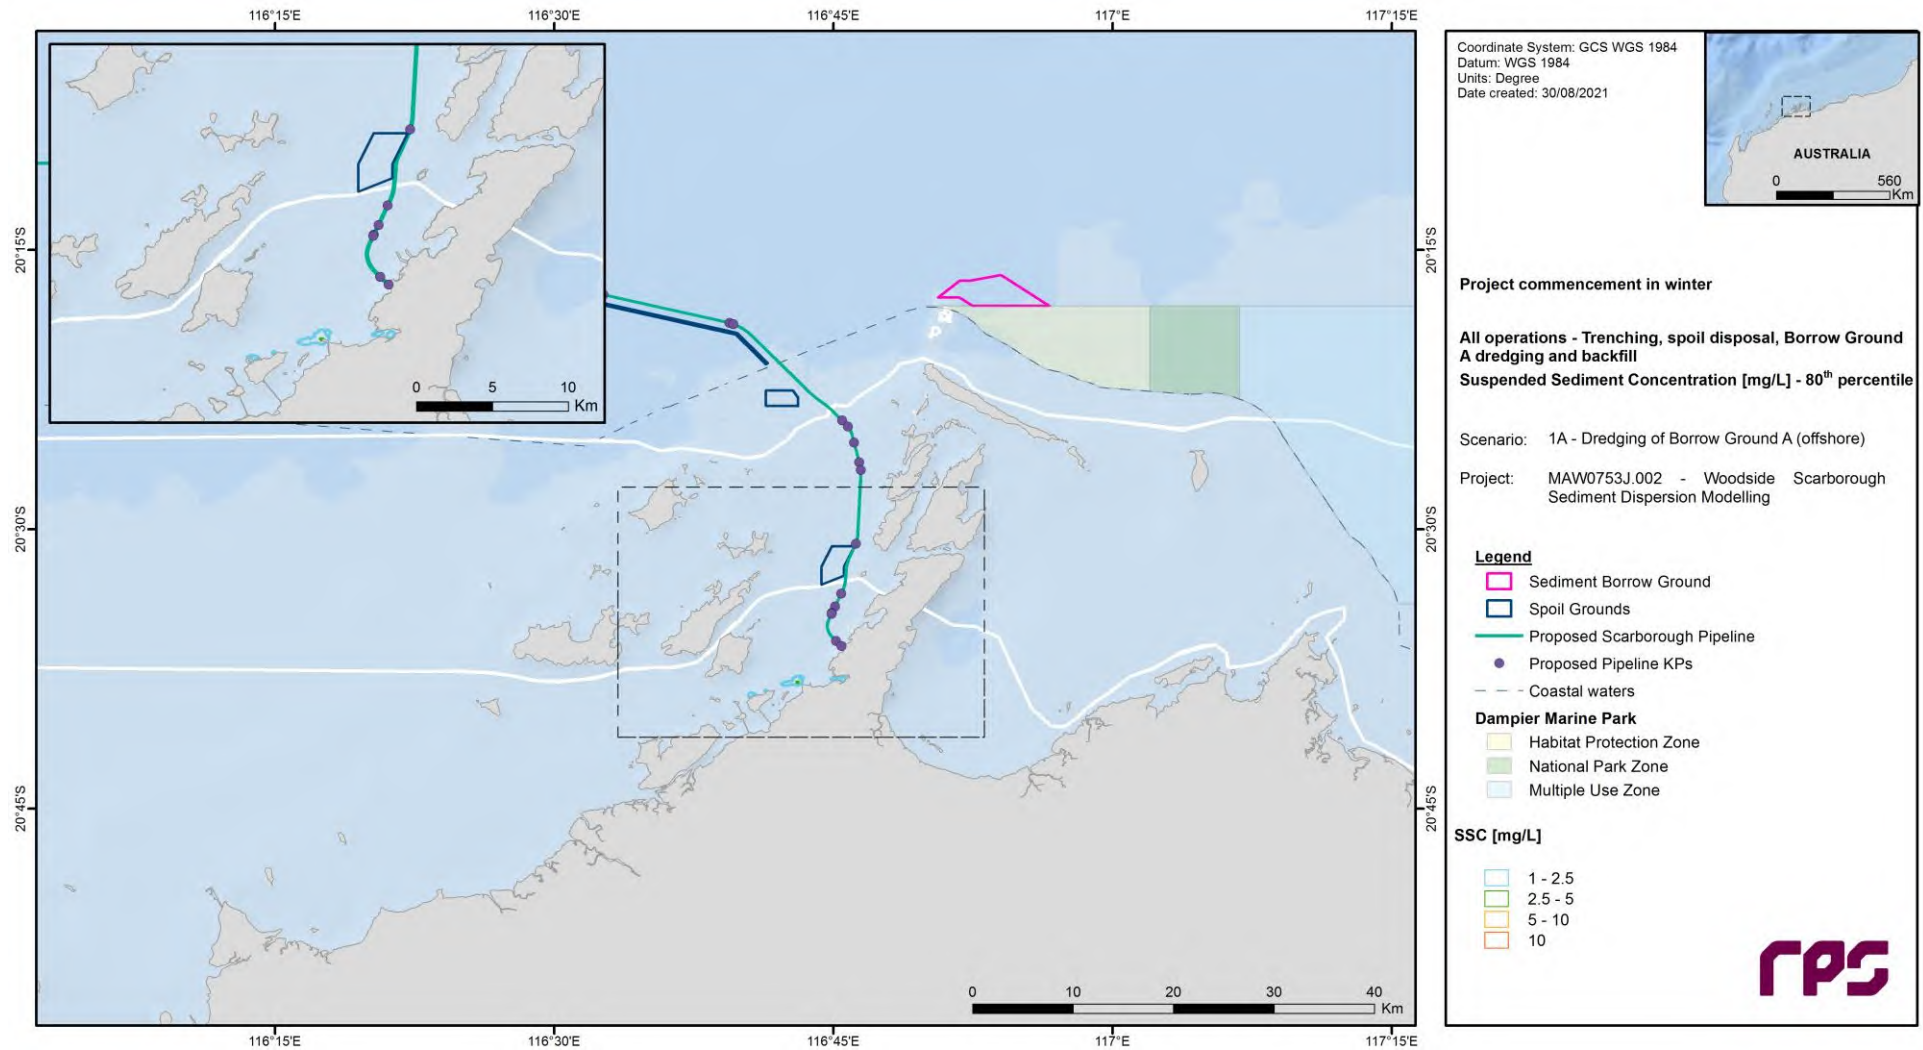 116°15'E
116°30'E
116°45'E
117°E
117°15'E
20°15'S
20°30'S
20°45'S
0 5 10
Km
0 10 20 30 40
Km
20°15'S
20°30'S
20°45'S
116°15'E
116°30'E
116°45'E
117°E
117°15'E
Coordinate System: GCS WGS 1984
Datum: WGS 1984
Units: Degree
Date created: 30/08/2021
AUSTRALIA
0 560
Km
Project commencement in winter
All operations - Trenching, spoil disposal, Borrow Ground
A dredging and backfill
Suspended Sediment Concentration [mg/L] - 80th percentile
Scenario: 1A - Dredging of Borrow Ground A (offshore)
Project: MAW0753J.002 - Woodside Scarborough
Sediment Dispersion Modelling
Legend
Sediment Borrow Ground
Spoil Grounds
Proposed Scarborough Pipeline
Proposed Pipeline KPs
Coastal waters
Dampier Marine Park
Habitat Protection Zone
National Park Zone
Multiple Use Zone
SSC [mg/L]
1 - 2.5
2.5 - 5
5 - 10
10
rps